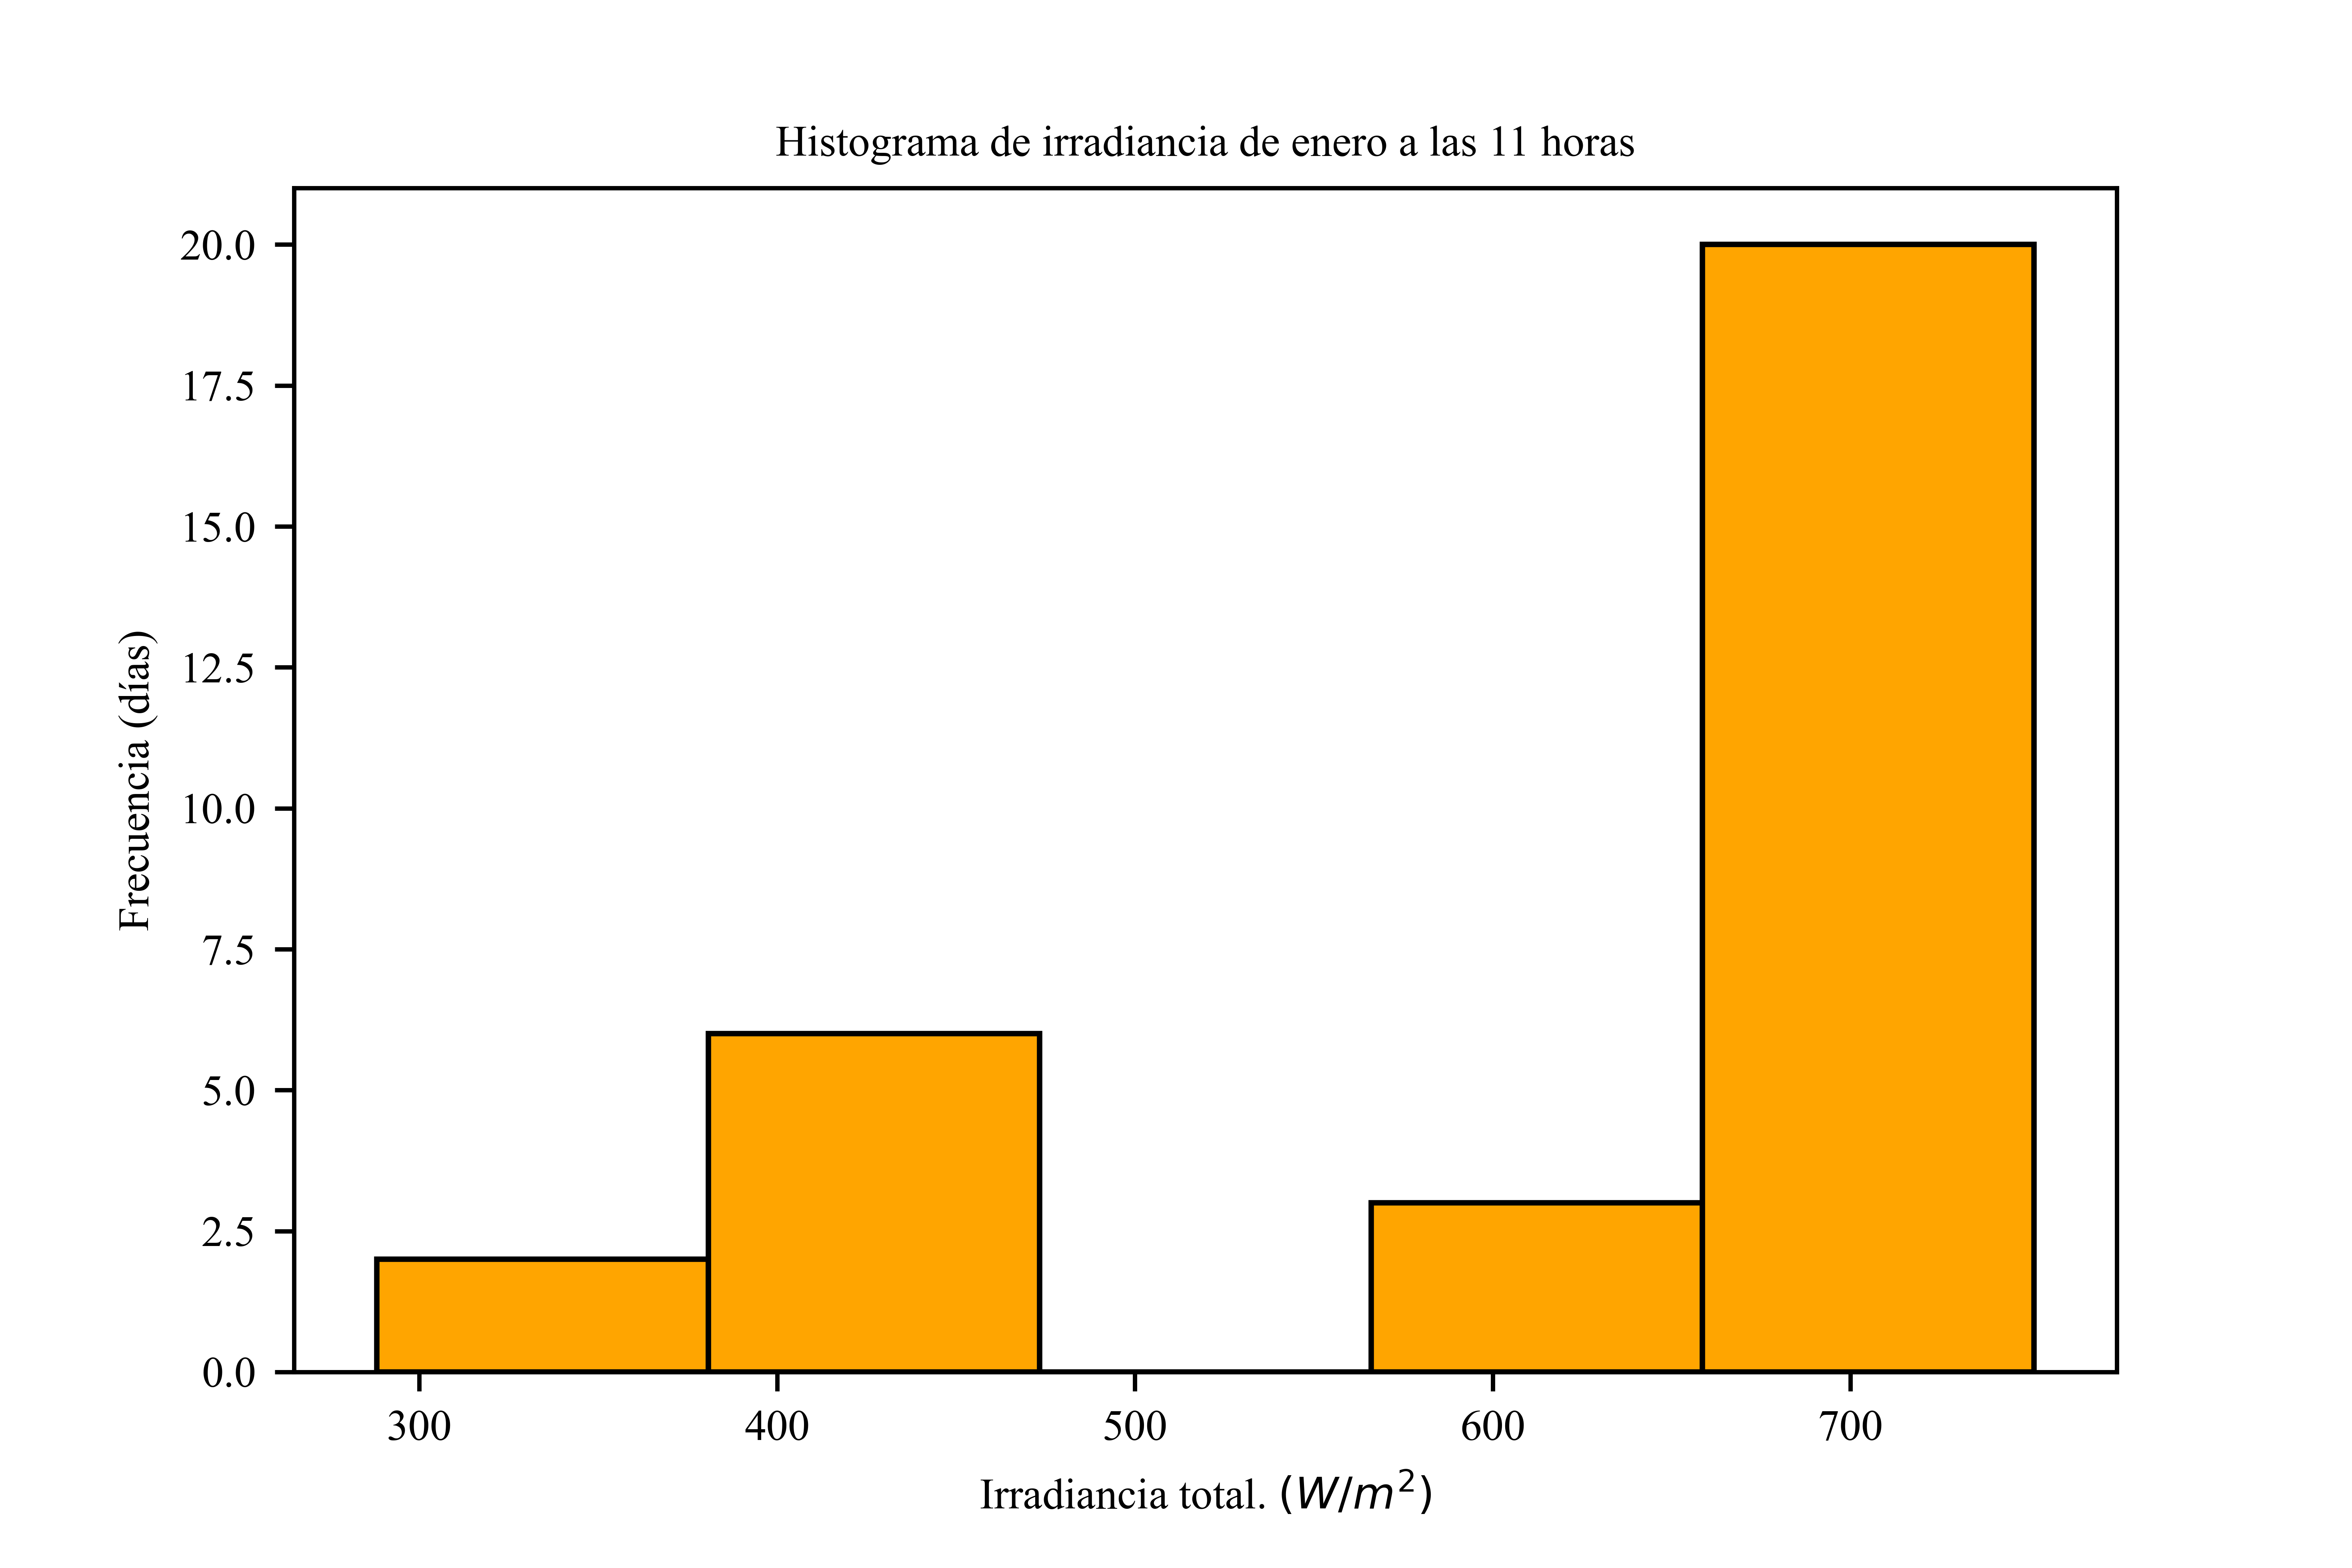 Histograma de irradiancia de enero a las 11 horas
20.0
17.5
15.0
12.5
10.0
7.5
5.0
2.5
0.0
Frecuencia (días)
300 400 500 600 700
Irradiancia total. (W/m²)